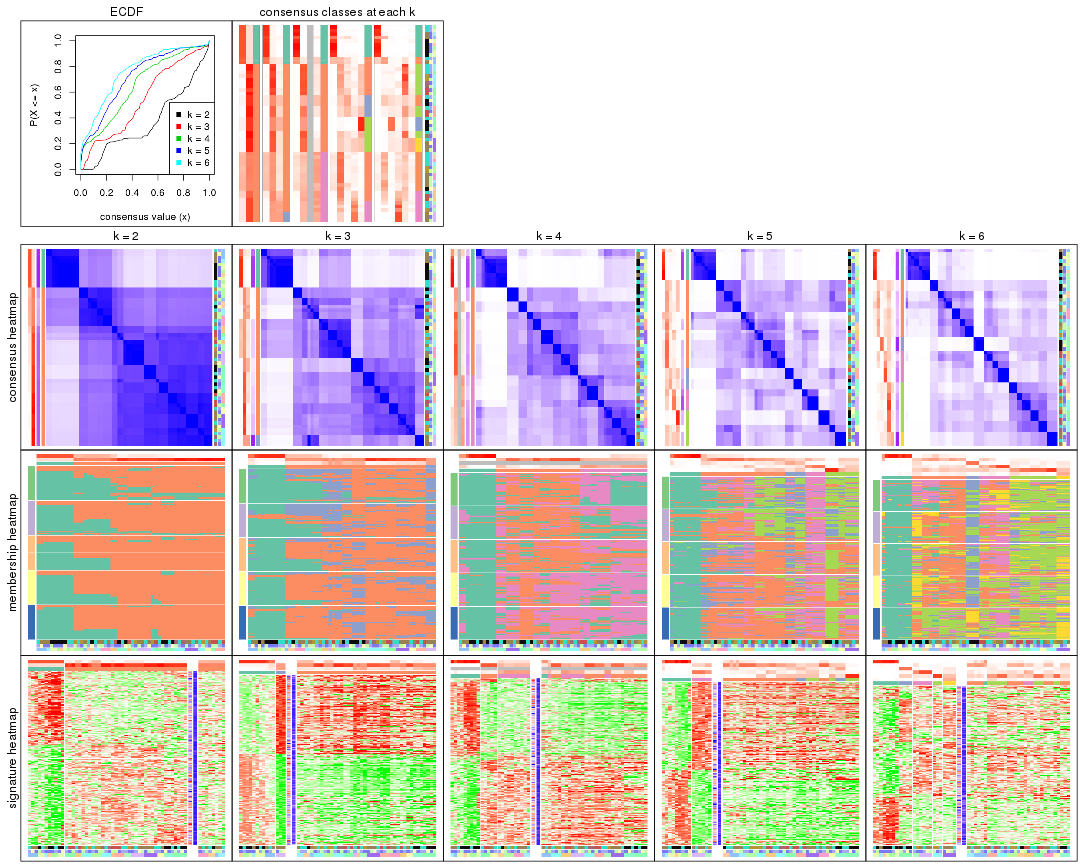 ECDF
consensus classes at each k
P(X <= x)
0.0 0.2 0.4 0.6 0.8 1.0
k = 2
k = 3
k = 4
k = 5
k = 6
0.0 0.2 0.4 0.6 0.8 1.0
consensus value (x)
k = 2
k = 3
k = 4
k = 5
k = 6
consensus heatmap
membership heatmap
signature heatmap